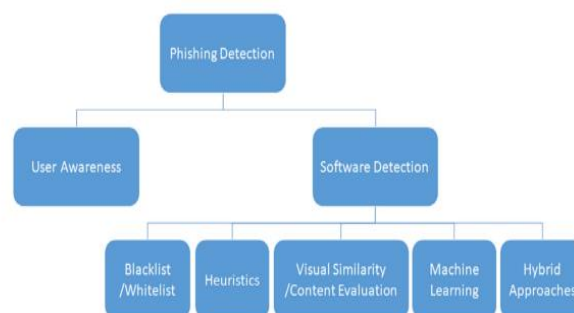 Phishing Detection
User Awareness
Software Detection
Blacklist
/Whitelist
Heuristics
Visual Similarity
/Content Evaluation
Machine
Learning
Hybrid
Approaches